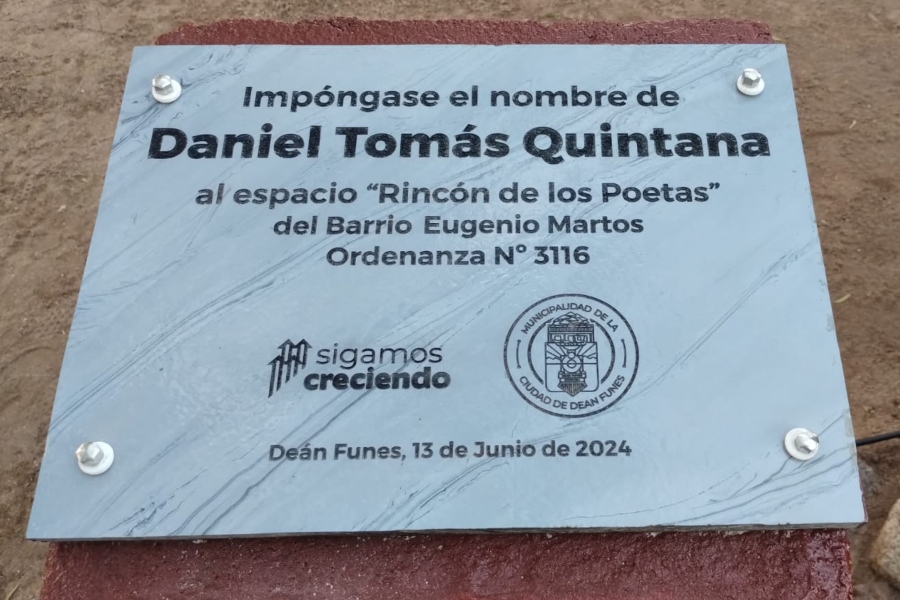 Impóngase el nombre de
Daniel Tomás Quintana
al espacio “Rincón de los Poetas”
del Barrio Eugenio Martos
Ordenanza N° 3116
sigamos
creciendo
MUNICIPALIDAD DE LA
CIUDAD DE DEAN FUNES
Deán Funes, 13 de Junio de 2024